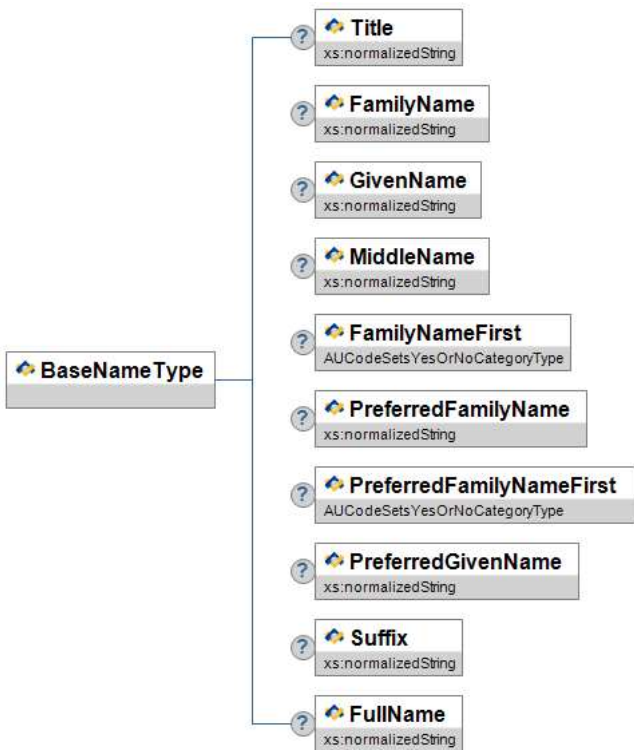 ?
Title
xs:normalizedString
?
FamilyName
xs:normalizedString
?
GivenName
xs:normalizedString
?
MiddleName
xs:normalizedString
?
FamilyNameFirst
AUCodeSetsYesOrNoCategoryType
BaseNameType
?
PreferredFamilyName
xs:normalizedString
?
PreferredFamilyNameFirst
AUCodeSetsYesOrNoCategoryType
?
PreferredGivenName
xs:normalizedString
?
Suffix
xs:normalizedString
?
FullName
xs:normalizedString